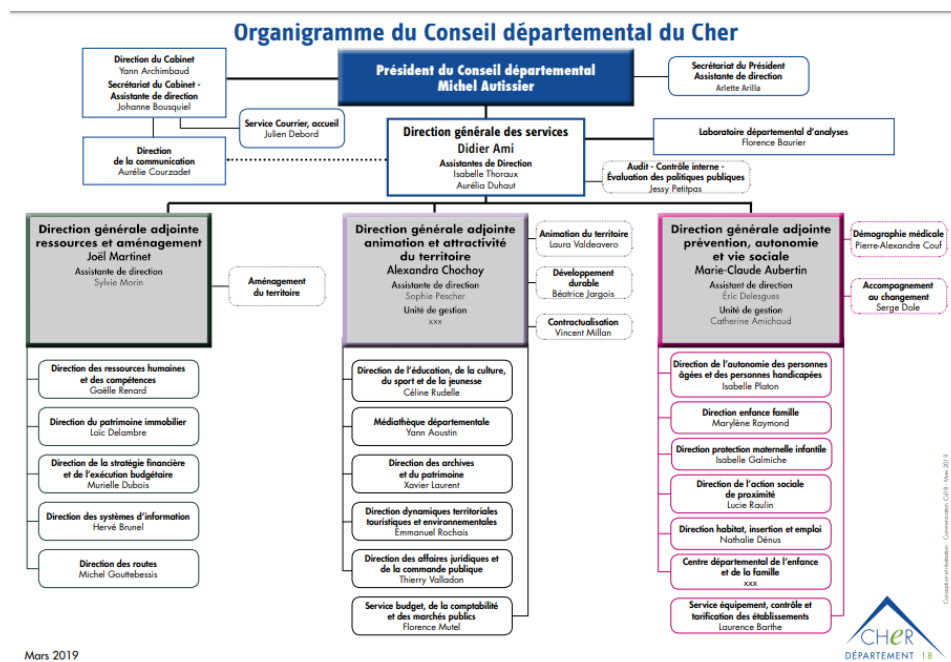 Organigramme du Conseil départemental du Cher
Direction du Cabinet
Yann Archimbaud
Secrétariat du Cabinet -
Assistante de direction
Johanne Bousquiel
Président du Conseil départemental
Michel Autissier
Secrétariat du Président
Assistante de direction
Arlette Arilla
Service Courrier, accueil
Julien Debord
Direction
de la communication
Aurélie Courzadet
Direction générale des services
Didier Ami
Assistantes de Direction
Isabelle Thoraux
Aurélia Duhaut
Laboratoire départemental d'analyses
Florence Baurier
Audit - Contrôle interne -
Évaluation des politiques publiques
Jessy Petitpas
Direction générale adjointe
ressources et aménagement
Joël Martinet
Assistante de direction
Sylvie Morin
Aménagement
du territoire
Direction des ressources humaines
et des compétences
Gaëlle Renard
Direction du patrimoine immobilier
Loïc Delambre
Direction de la stratégie financière
et de l'exécution budgétaire
Murielle Dubois
Direction des systèmes d'information
Hervé Brunel
Direction des routes
Michel Gouttebessis
Direction générale adjointe
animation et attractivité
du territoire
Alexandra Chochoy
Assistante de direction
Sophie Pescher
Unité de gestion
xxx
Animation du territoire
Laura Valdeavero
Développement
durable
Béatrice Jargois
Contractualisation
Vincent Millan
Direction de l'éducation, de la culture,
du sport et de la jeunesse
Céline Rudelle
Médiathèque départementale
Yann Aoustin
Direction des archives
et du patrimoine
Xavier Laurent
Direction dynamiques territoriales
touristiques et environnementales
Emmanuel Rochais
Direction des affaires juridiques et
de la commande publique
Thierry Valladon
Service budget, de la comptabilité
et des marchés publics
Florence Mutel
Direction générale adjointe
prévention, autonomie
et vie sociale
Marie-Claude Aubertin
Assistant de direction
Éric Delesgues
Unité de gestion
Catherine Amichaud
Démographie médicale
Pierre-Alexandre Couf
Accompagnement
au changement
Serge Dole
Direction de l'autonomie des personnes
âgées et des personnes handicapées
Isabelle Platon
Direction enfance famille
Marylène Raymond
Direction protection maternelle infantile
Isabelle Galmiche
Direction de l'action sociale
de proximité
Lucie Raulin
Direction habitat, insertion et emploi
Nathalie Dénus
Centre départemental de l'enfance
et de la famille
xxx
Service équipement, contrôle et
tarification des établissements
Laurence Barthe
Conception et réalisation : Communication Cd18 - Mars 2019
CHeR
DÉPARTEMENT 18
Mars 2019